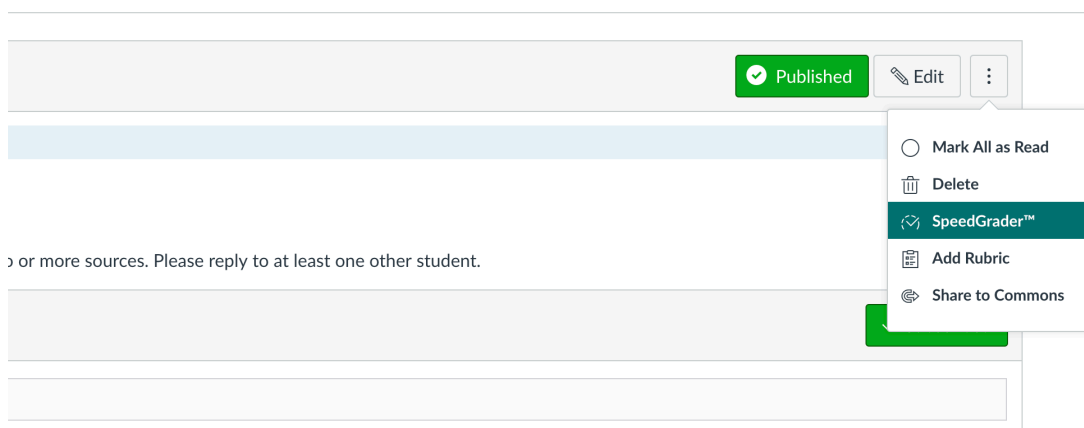 Published Edit
Mark All as Read
Delete
SpeedGrader™
or more sources. Please reply to at least one other student.
Add Rubric
Share to Commons